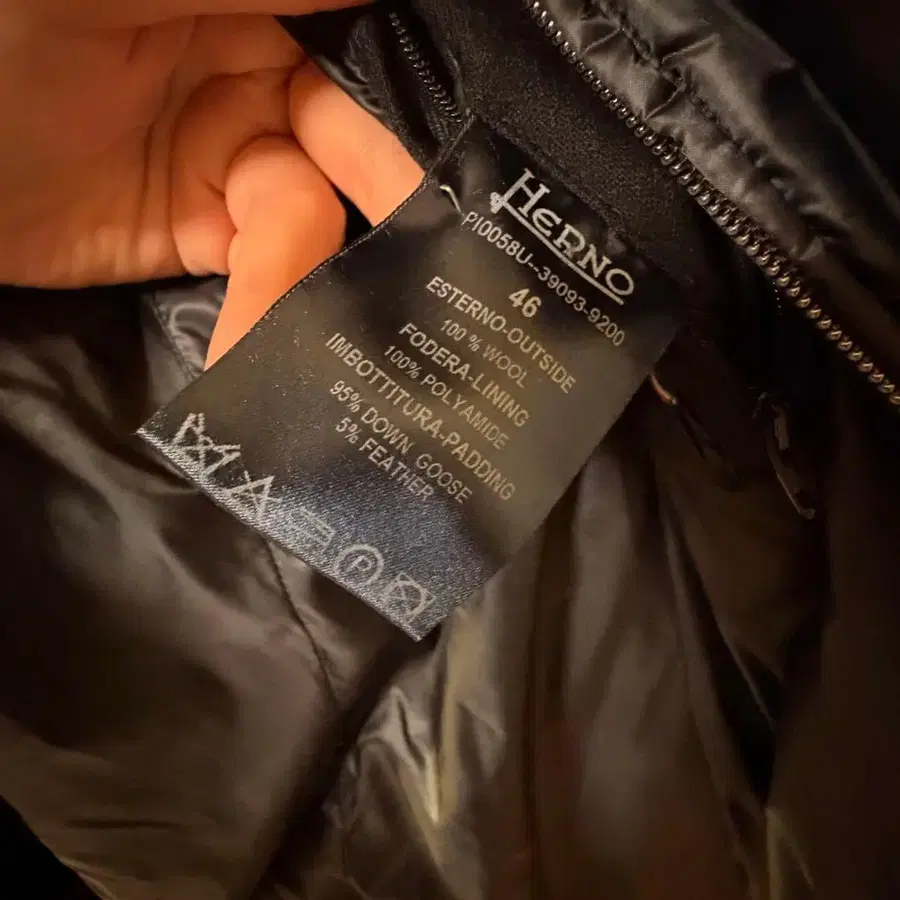 HERNO
PI0058U--39093-9200
46
ESTERNO-OUTSIDE
100 % WOOL
FODERA-LINING
100% POLYAMIDE
IMBOTTITURA-PADDING
95% DOWN GOOSE
5% FEATHER
P